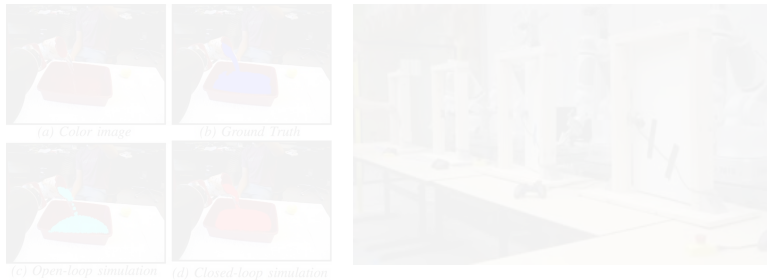 (a) Color image
(b) Ground Truth
(c) Open-loop simulation
(d) Closed-loop simulation